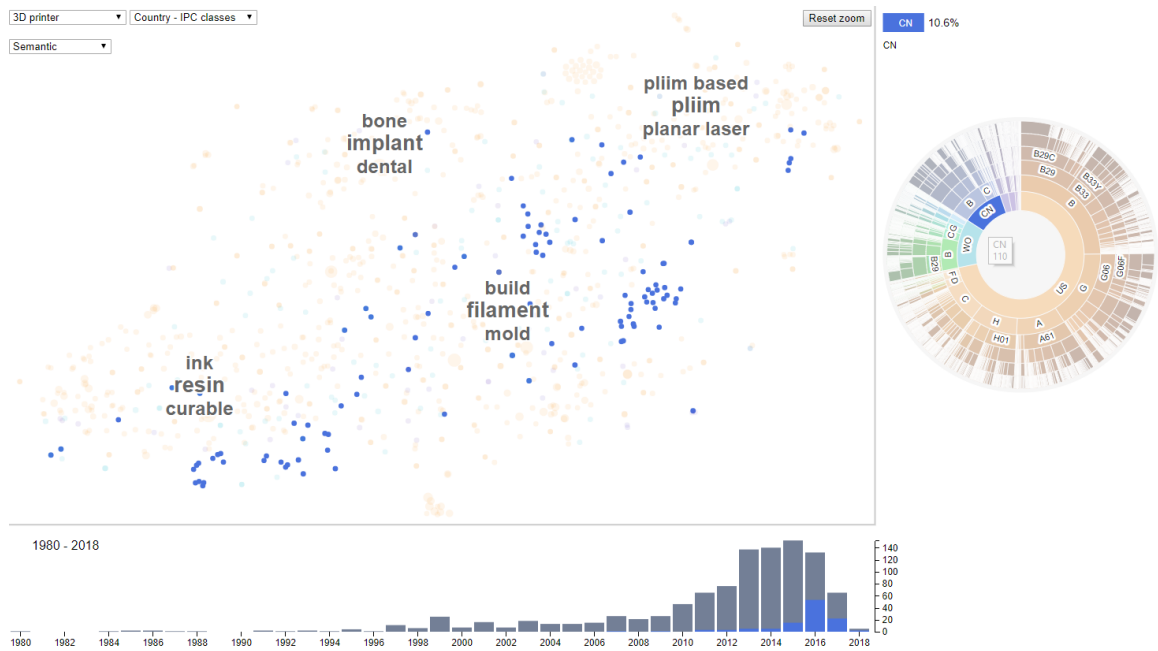 3D printer
Country - IPC classes
Reset zoom
Semantic
CN 10.6%
CN
pliim based
pliim
planar laser
bone
implant
dental
build
filament
mold
ink
resin
curable
B29C
B29
B33Y
B33
B
C
B
CN
CG
WO
B
B29
CN
110
US
G
G06
G06F
FD
C
H
A
H01
A61
1980 - 2018
140
120
100
80
60
40
20
0
1980 1982 1984 1986 1988 1990 1992 1994 1996 1998 2000 2002 2004 2006 2008 2010 2012 2014 2016 2018